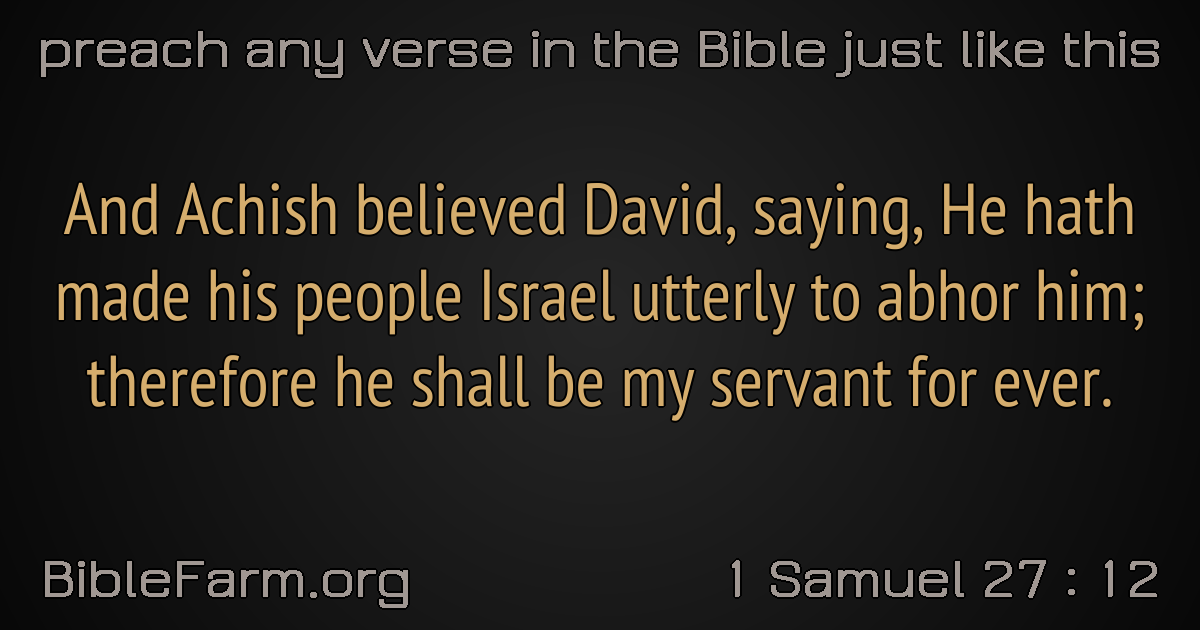 preach any verse in the Bible just like this
And Achish believed David, saying, He hath
made his people Israel utterly to abhor him;
therefore he shall be my servant for ever.
BibleFarm.org
1 Samuel 27 : 12